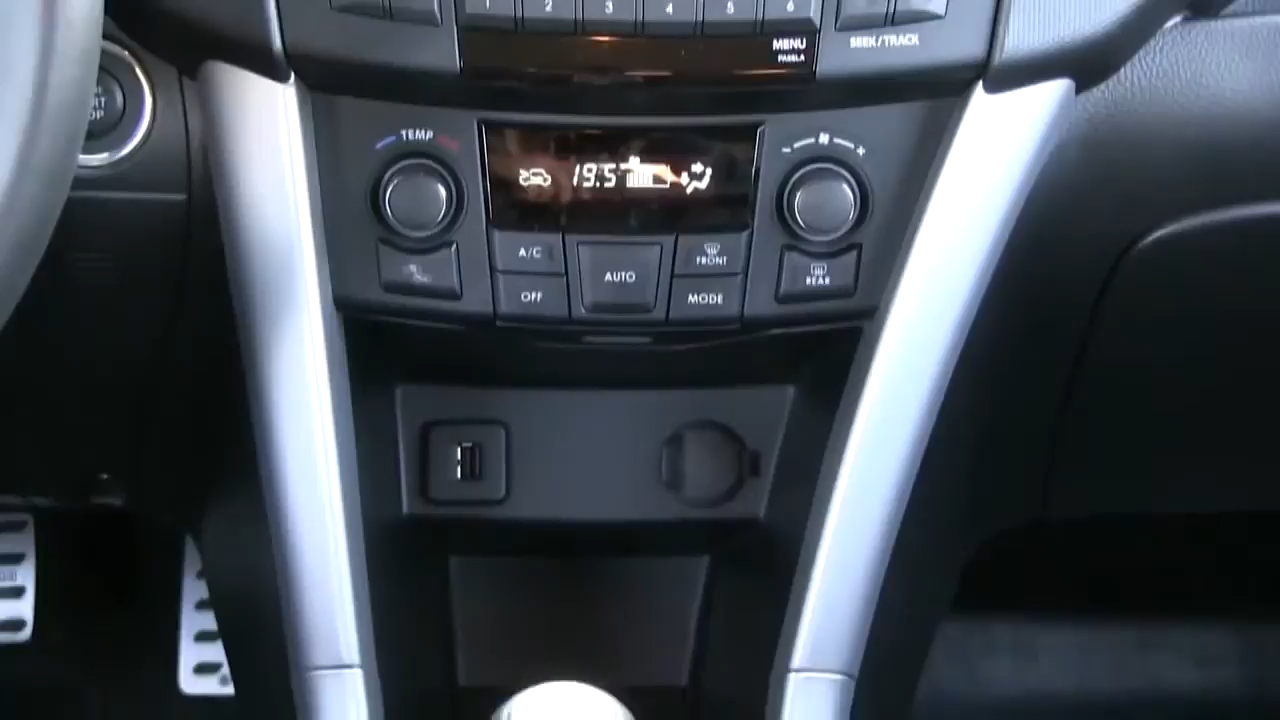 1 2 3 4 5 6
MENU
SEEK/TRACK
TEMP
- +
19.5
A/C
AUTO
FRONT
OFF
MODE
REAR